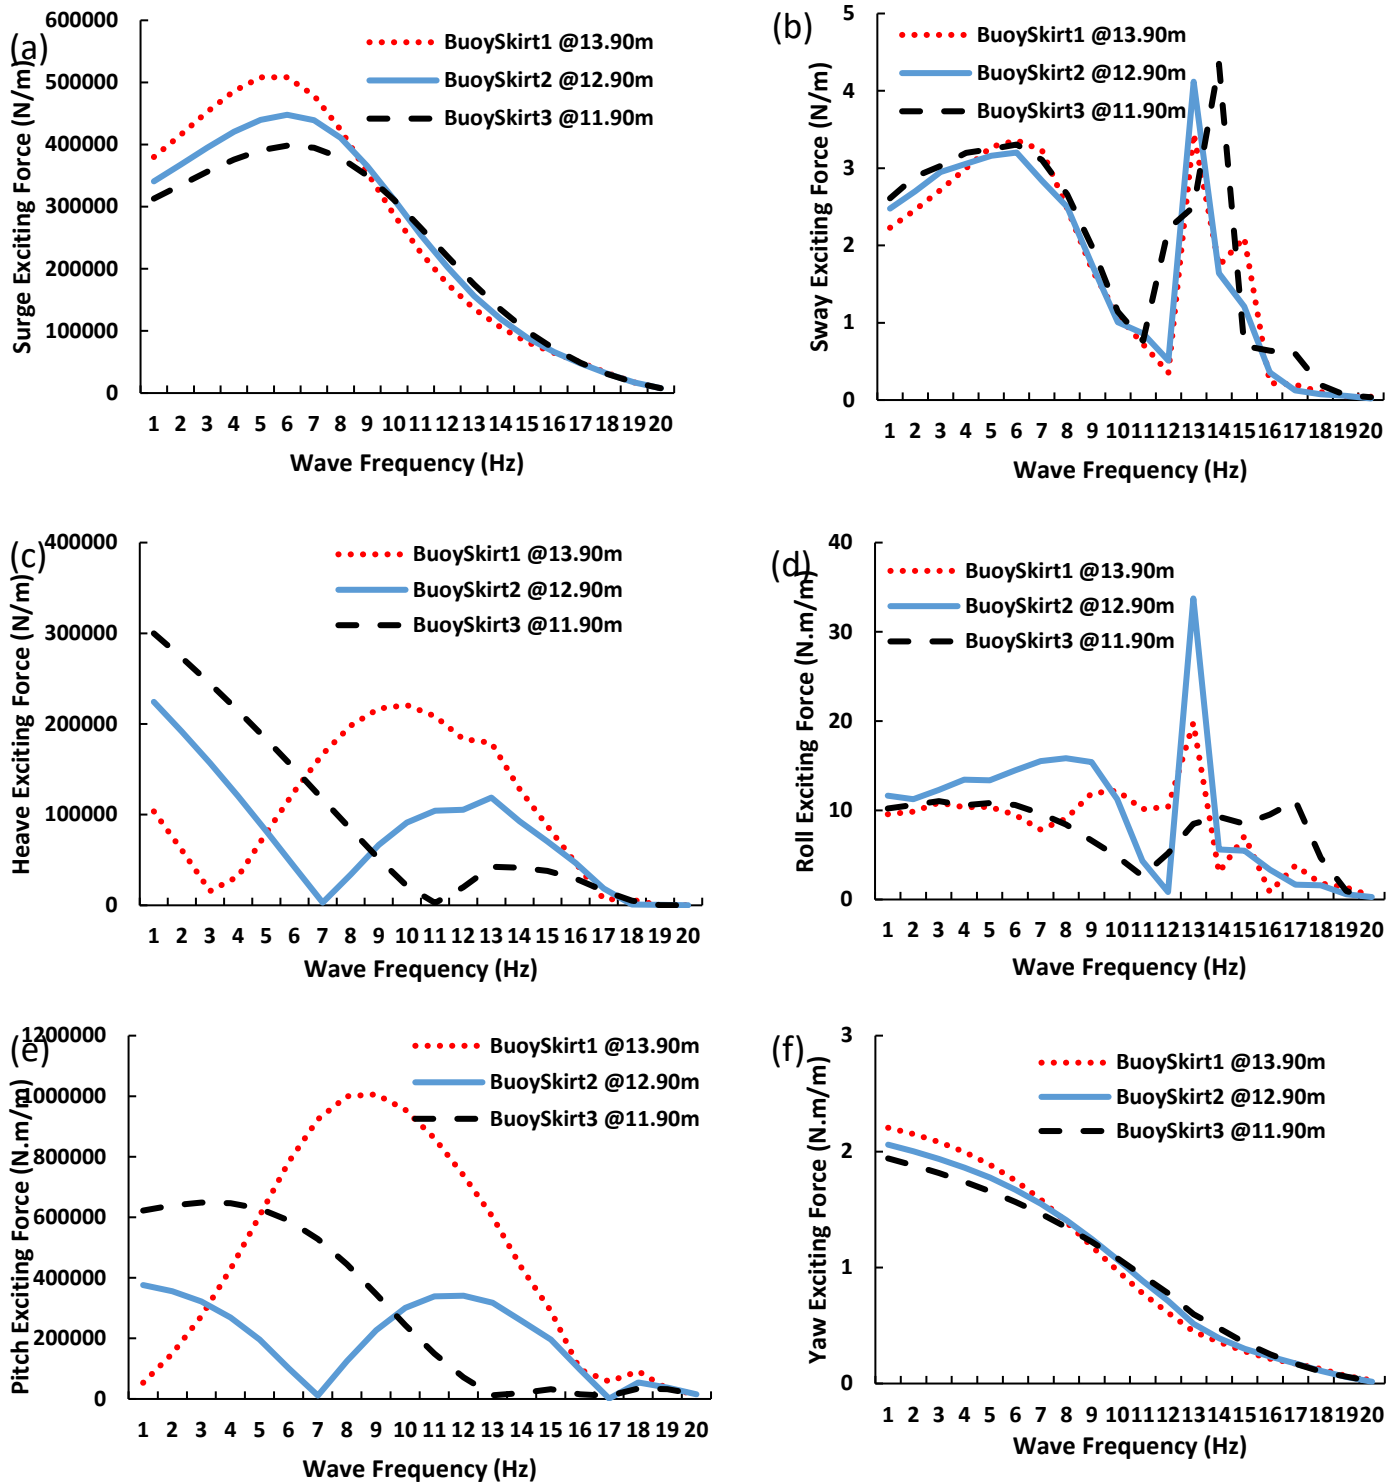 (a)
Surge Exciting Force (N/m)
600000
500000
400000
300000
200000
100000
0
BuoySkirt1 @13.90m
BuoySkirt2 @12.90m
BuoySkirt3 @11.90m
1 2 3 4 5 6 7 8 9 10 11 12 13 14 15 16 17 18 19 20
Wave Frequency (Hz)
(b)
Sway Exciting Force (N/m)
5
4
3
2
1
0
BuoySkirt1 @13.90m
BuoySkirt2 @12.90m
BuoySkirt3 @11.90m
1 2 3 4 5 6 7 8 9 10 11 12 13 14 15 16 17 18 19 20
Wave Frequency (Hz)
(c)
Heave Exciting Force (N/m)
400000
300000
200000
100000
0
BuoySkirt1 @13.90m
BuoySkirt2 @12.90m
BuoySkirt3 @11.90m
1 2 3 4 5 6 7 8 9 10 11 12 13 14 15 16 17 18 19 20
Wave Frequency (Hz)
(d)
Roll Exciting Force (N.m/m)
40
30
20
10
0
BuoySkirt1 @13.90m
BuoySkirt2 @12.90m
BuoySkirt3 @11.90m
1 2 3 4 5 6 7 8 9 10 11 12 13 14 15 16 17 18 19 20
Wave Frequency (Hz)
(e)
Pitch Exciting Force (N.m/m)
1200000
1000000
800000
600000
400000
200000
0
BuoySkirt1 @13.90m
BuoySkirt2 @12.90m
BuoySkirt3 @11.90m
1 2 3 4 5 6 7 8 9 10 11 12 13 14 15 16 17 18 19 20
Wave Frequency (Hz)
(f)
Yaw Exciting Force (N.m/m)
3
2
1
0
BuoySkirt1 @13.90m
BuoySkirt2 @12.90m
BuoySkirt3 @11.90m
1 2 3 4 5 6 7 8 9 10 11 12 13 14 15 16 17 18 19 20
Wave Frequency (Hz)